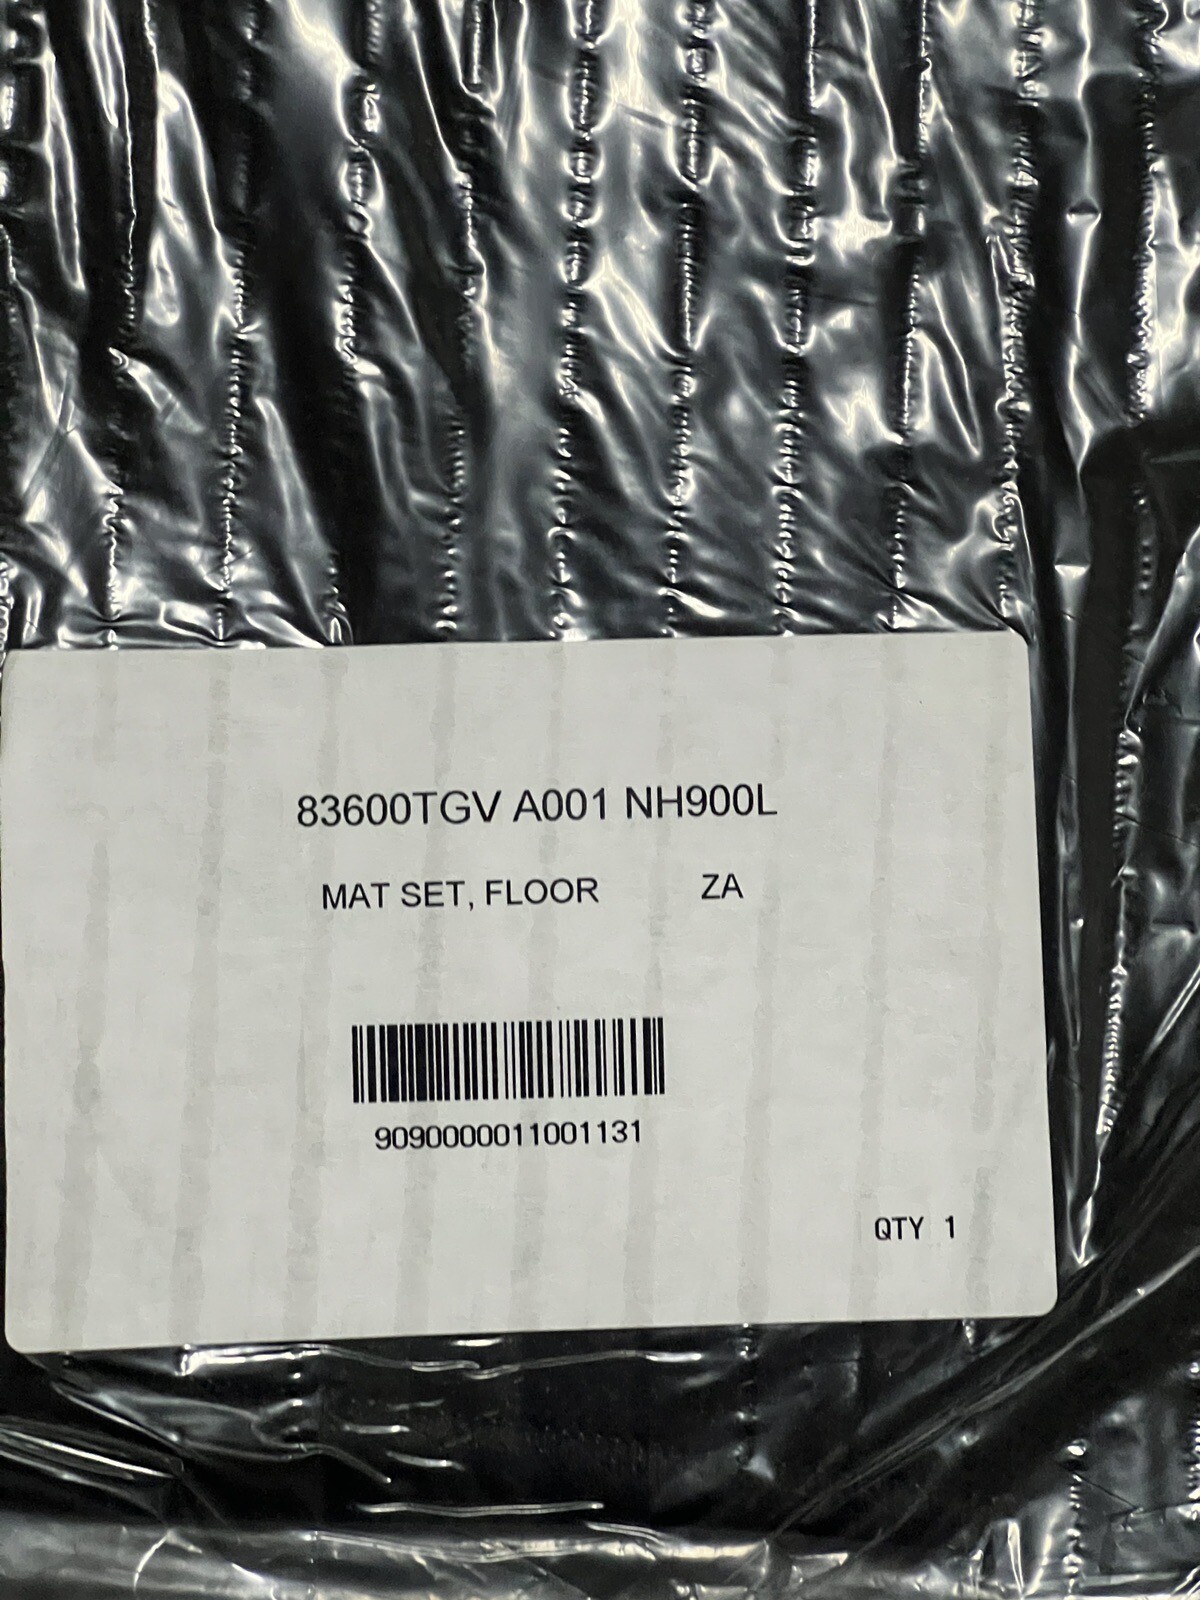 83600TGV A001 NH900L
MAT SET, FLOOR ZA
9090000011001131
QTY 1